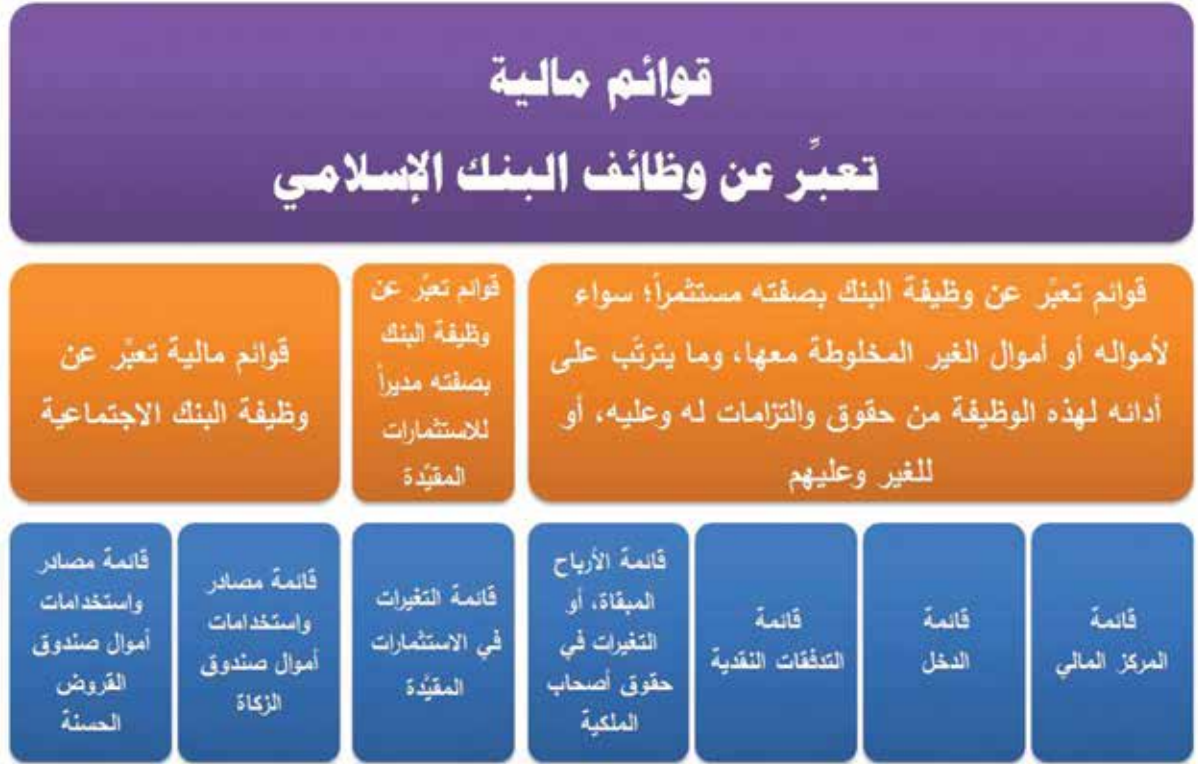 قوائم مالية
تعبِّر عن وظائف البنك الإسلامي
قوائم تعبِّر عن وظيفة البنك بصفته مستثمراً؛ سواء
لأمواله أو أموال الغير المخلوطة معها، وما يترتّب على
أدائه لهذه الوظيفة من حقوق والتزامات له وعليه، أو
للغير وعليهم
قوائم تعبِّر عن
وظيفة البنك
بصفته مديراً
للاستثمارات
المقيَّدة
قوائم مالية تعبِّر عن
وظيفة البنك الاجتماعية
قائمة
المركز المالي
قائمة
الدخل
قائمة
التدفقات النقدية
قائمة الأرباح
المبقاة، أو
التغيرات في
حقوق أصحاب
الملكية
قائمة التغيرات
في الاستثمارات
المقيَّدة
قائمة مصادر
واستخدامات
أموال صندوق
الزكاة
قائمة مصادر
واستخدامات
أموال صندوق
القروض
الحسنة